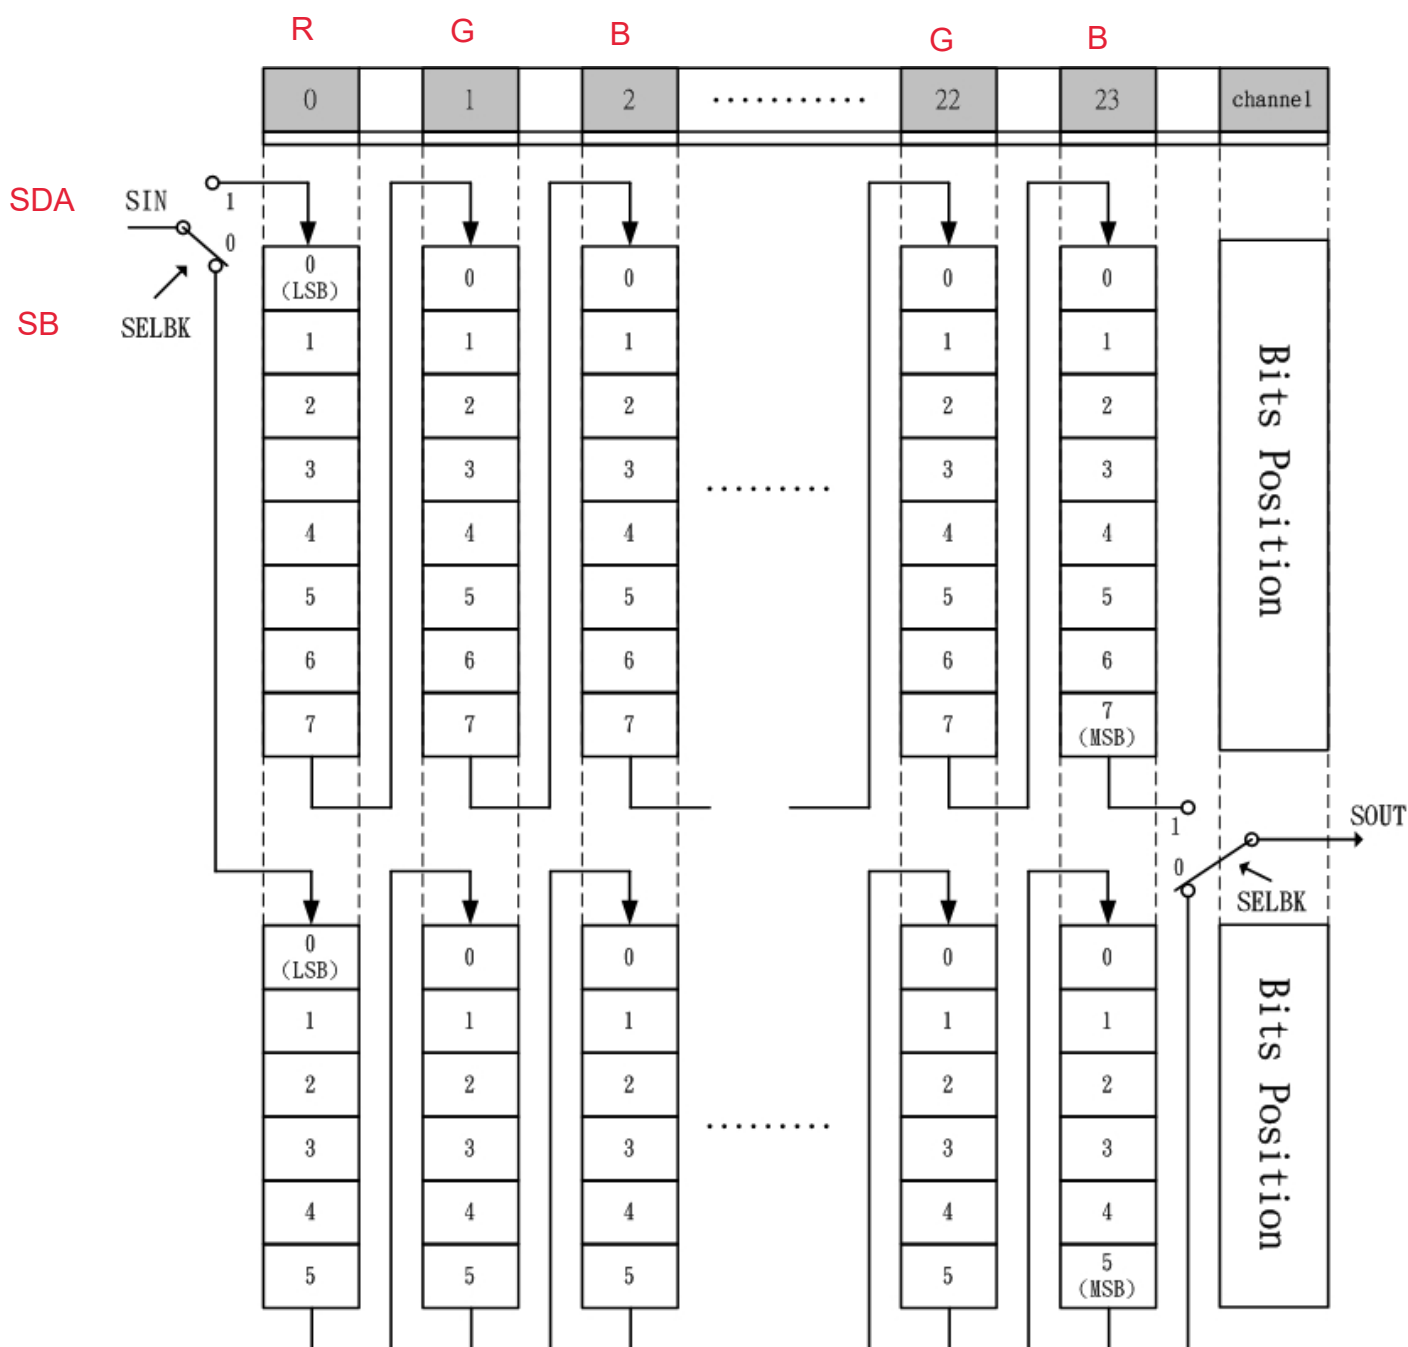 R G B G B
0 1 2 ........... 22 23 channel
SDA SIN 1
0
SB SELBK
0 (LSB) 0 0 0 0
1 1 1 1 1
2 2 2 2 2
3 3 3 3 3
......... 
4 4 4 4 4
5 5 5 5 5
6 6 6 6 6
7 7 7 7 7 (MSB)
Bits Position
1 SOUT
0
SELBK
0 (LSB) 0 0 0 0
1 1 1 1 1
2 2 2 2 2
3 3 3 3 3
.........
4 4 4 4 4
5 5 5 5 5 (MSB)
Bits Position